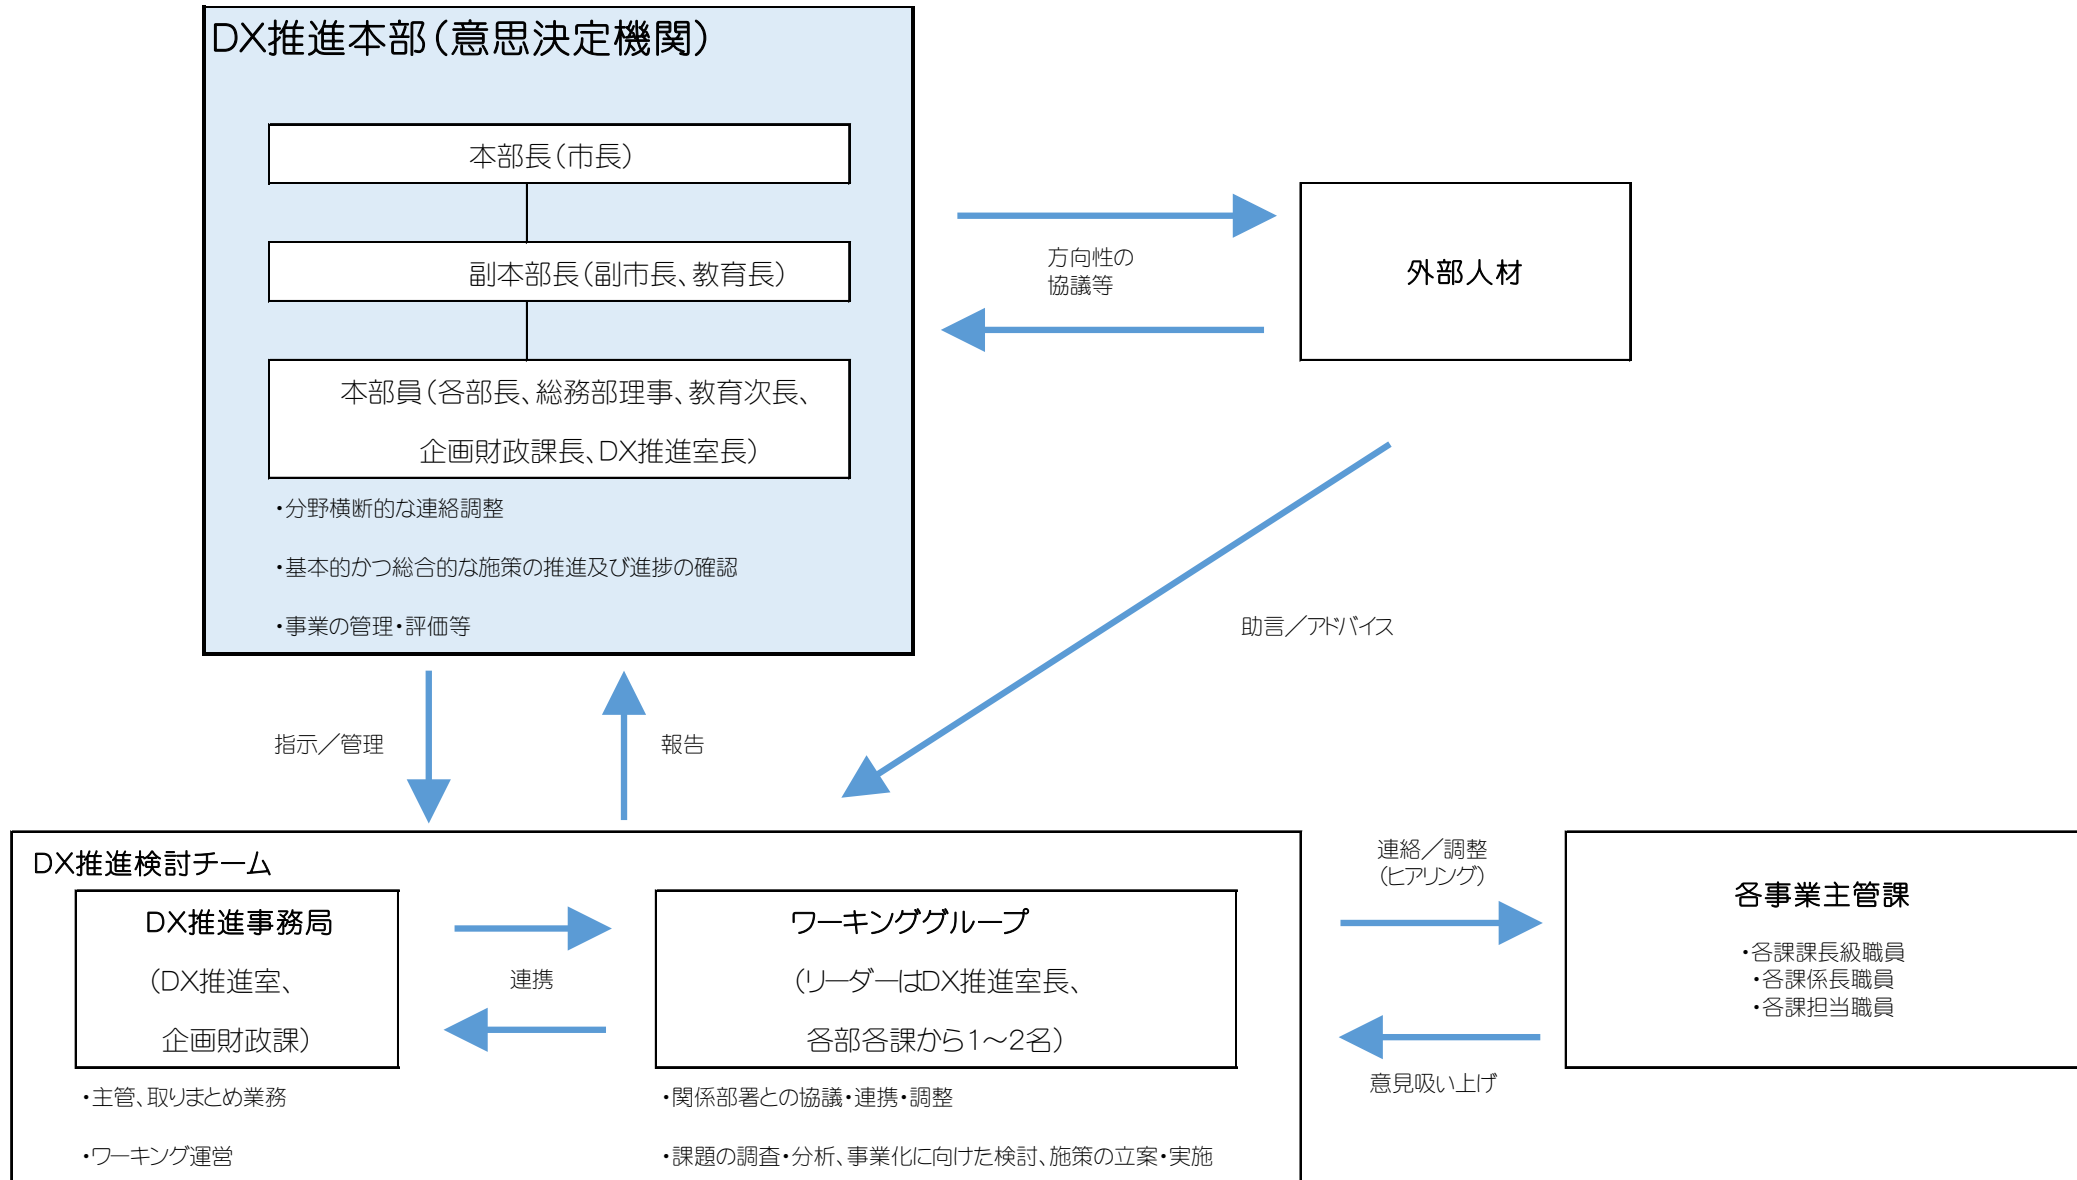 DX推進本部（意思決定機関）
本部長（市長）
副本部長（副市長、教育長）
本部員（各部長、総務部理事、教育次長、
企画財政課長、DX推進室長）
・分野横断的な連絡調整
・基本的かつ総合的な施策の推進及び進捗の確認
・事業の管理・評価等
方向性の
協議等
外部人材
助言／アドバイス
指示／管理
報告
DX推進検討チーム
DX推進事務局
（DX推進室、
企画財政課）
・主管、取りまとめ業務
・ワーキング運営
連携
ワーキンググループ
（リーダーはDX推進室長、
各部各課から1～2名）
・関係部署との協議・連携・調整
・課題の調査・分析、事業化に向けた検討、施策の立案・実施
連絡／調整
（ヒアリング）
意見吸い上げ
各事業主管課
・各課課長級職員
・各課係長職員
・各課担当職員